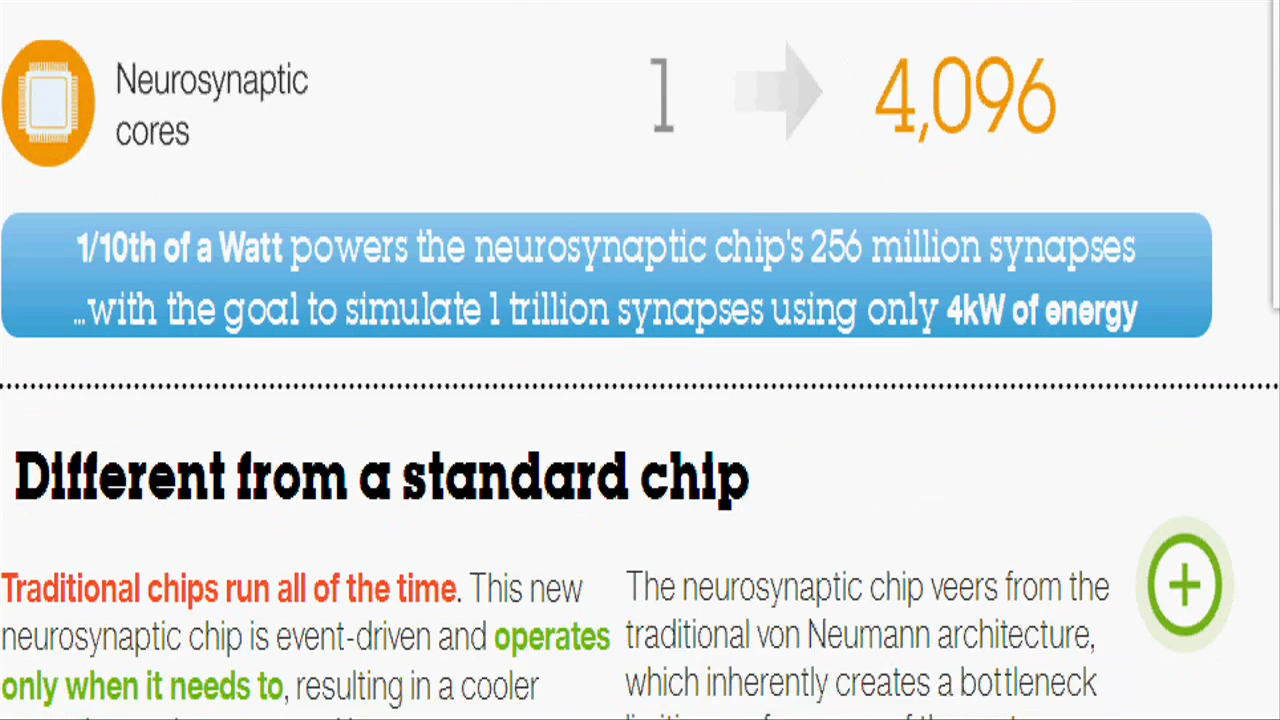 Neurosynaptic
cores
1
4,096
1/10th of a Watt powers the neurosynaptic chip's 256 million synapses
...with the goal to simulate 1 trillion synapses using only 4kW of energy
Different from a standard chip
Traditional chips run all of the time. This new
neurosynaptic chip is event-driven and operates
only when it needs to, resulting in a cooler
The neurosynaptic chip veers from the
traditional von Neumann architecture,
which inherently creates a bottleneck